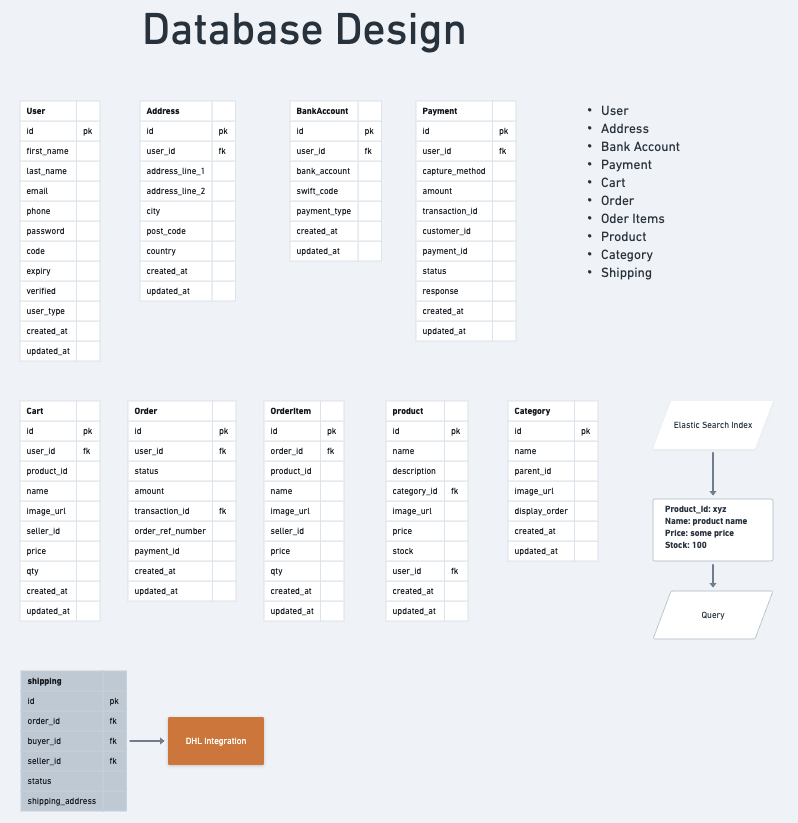 Database Design
User
id pk
first_name
last_name
email
phone
password
code
expiry
verified
user_type
created_at
updated_at
Address
id pk
user_id fk
address_line_1
address_line_2
city
post_code
country
created_at
updated_at
BankAccount
id pk
user_id fk
bank_account
swift_code
payment_type
created_at
updated_at
Payment
id pk
user_id fk
capture_method
amount
transaction_id
customer_id
payment_id
status
response
created_at
updated_at
• User
• Address
• Bank Account
• Payment
• Cart
• Order
• Oder Items
• Product
• Category
• Shipping
Cart
id pk
user_id fk
product_id
name
image_url
seller_id
price
qty
created_at
updated_at
Order
id pk
user_id fk
status
amount
transaction_id fk
order_ref_number
payment_id
created_at
updated_at
OrderItem
id pk
order_id fk
product_id
name
image_url
seller_id
price
qty
created_at
updated_at
product
id pk
name
description
category_id fk
image_url
price
stock
user_id fk
created_at
updated_at
Category
id pk
name
parent_id
image_url
display_order
created_at
updated_at
Elastic Search Index
Product_Id: xyz
Name: product name
Price: some price
Stock: 100
Query
shipping
id pk
order_id fk
buyer_id fk
seller_id fk
status
shipping_address
DHL Integration